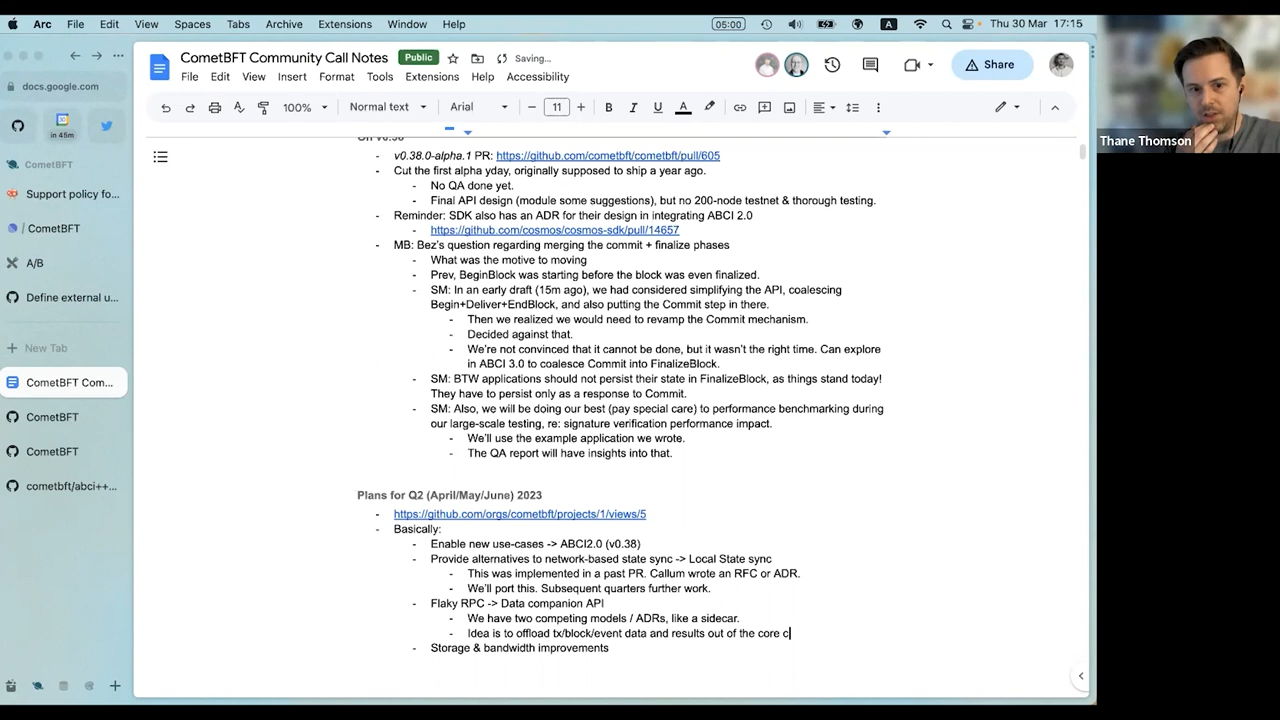 Arc File Edit View Spaces Tabs Archive Extensions Window Help 05:00 A Thu 30 Mar 17:15
CometBFT Community Call Notes Public Saving...
File Edit View Insert Format Tools Extensions Help Accessibility
Share
docs.google.com
100% Normal text Arial 11 B I U A
in 45m
CometBFT
Support policy fo...
/ CometBFT
A/B
Define external u...
New Tab
CometBFT Com...
CometBFT
CometBFT
cometbft/abci++...
Thane Thomson
On v0.38
- v0.38.0-alpha.1 PR: https://github.com/cometbft/cometbft/pull/605
- Cut the first alpha yday, originally supposed to ship a year ago.
- No QA done yet.
- Final API design (module some suggestions), but no 200-node testnet & thorough testing.
- Reminder: SDK also has an ADR for their design in integrating ABCI 2.0
- https://github.com/cosmos/cosmos-sdk/pull/14657
- MB: Bez's question regarding merging the commit + finalize phases
- What was the motive to moving
- Prev, BeginBlock was starting before the block was even finalized.
- SM: In an early draft (15m ago), we had considered simplifying the API, coalescing
Begin+Deliver+EndBlock, and also putting the Commit step in there.
- Then we realized we would need to revamp the Commit mechanism.
- Decided against that.
- We're not convinced that it cannot be done, but it wasn't the right time. Can explore
in ABCI 3.0 to coalesce Commit into FinalizeBlock.
- SM: BTW applications should not persist their state in FinalizeBlock, as things stand today!
They have to persist only as a response to Commit.
- SM: Also, we will be doing our best (pay special care) to performance benchmarking during
our large-scale testing, re: signature verification performance impact.
- We'll use the example application we wrote.
- The QA report will have insights into that.
Plans for Q2 (April/May/June) 2023
- https://github.com/orgs/cometbft/projects/1/views/5
- Basically:
- Enable new use-cases -> ABCI2.0 (v0.38)
- Provide alternatives to network-based state sync -> Local State sync
- This was implemented in a past PR. Callum wrote an RFC or ADR.
- We'll port this. Subsequent quarters further work.
- Flaky RPC -> Data companion API
- We have two competing models / ADRs, like a sidecar.
- Idea is to offload tx/block/event data and results out of the core c
- Storage & bandwidth improvements